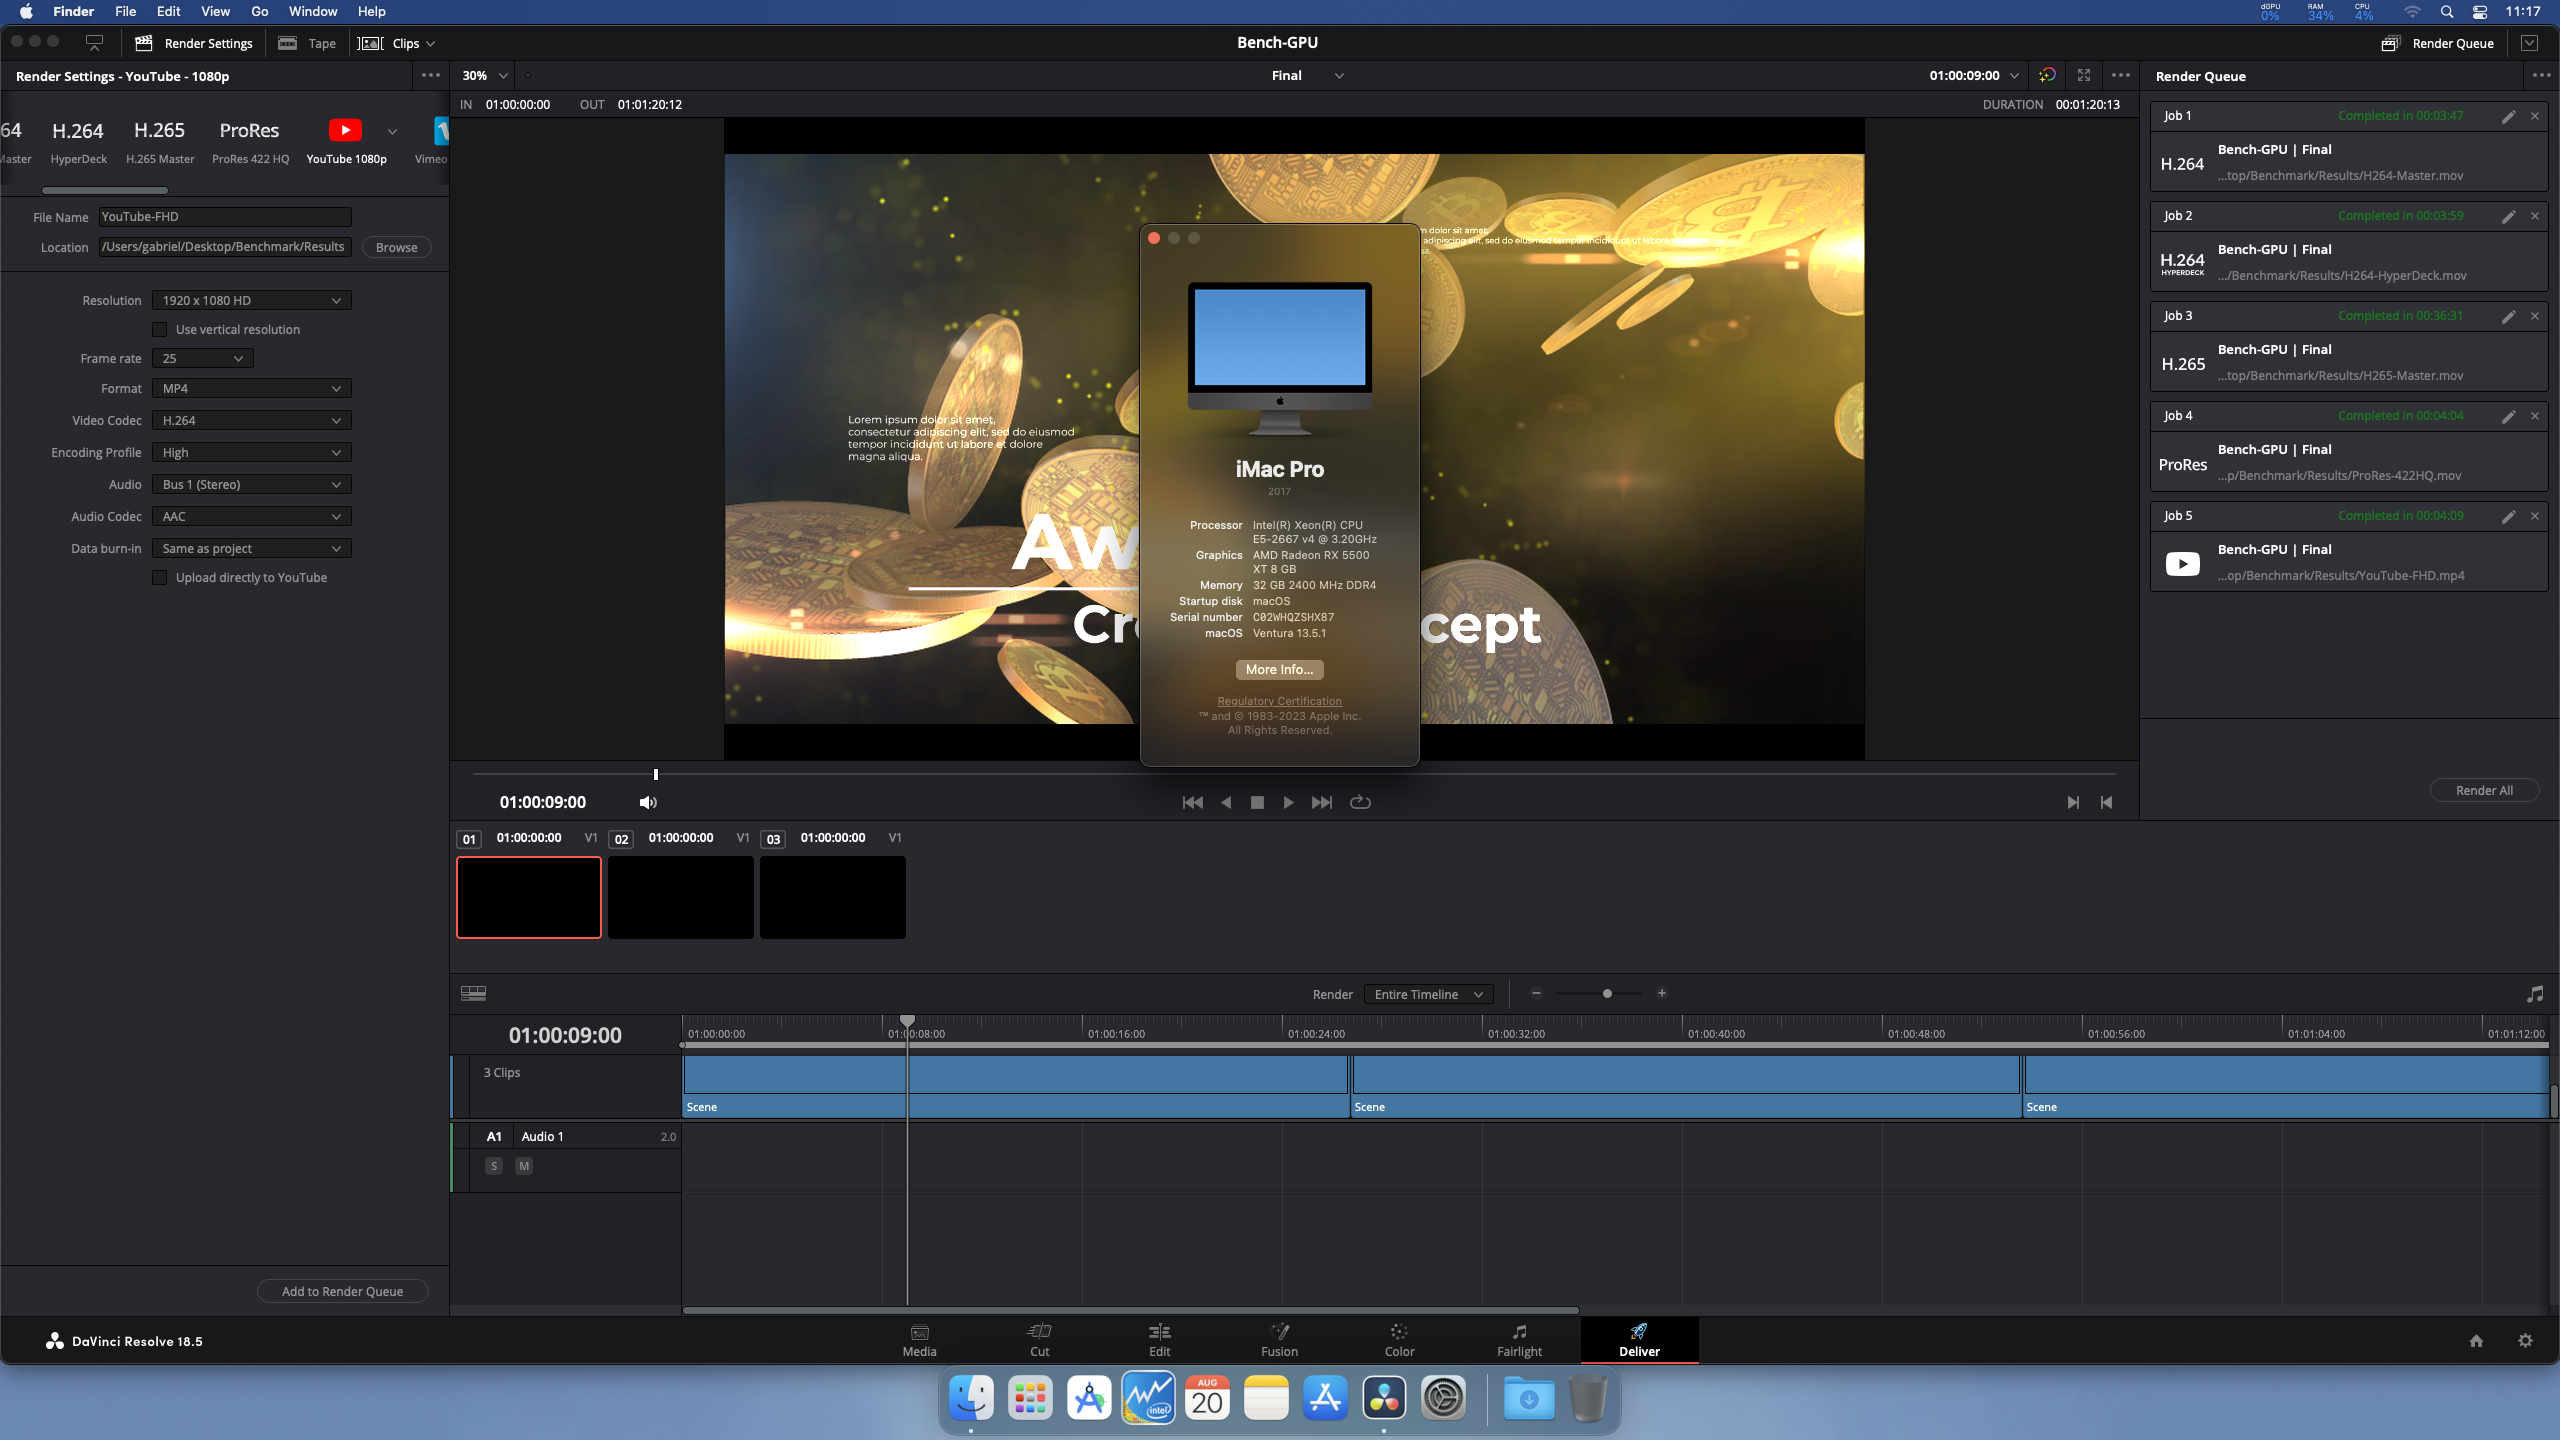 Finder File Edit View Go Window Help
dGPU 0% RAM 34% CPU 4% 11:17
Render Settings Tape Clips
Bench-GPU
Render Queue
Render Settings - YouTube - 1080p
30%
Final
01:00:09:00
Render Queue
IN 01:00:00:00 OUT 01:01:20:12
DURATION 00:01:20:13
64 H.264 H.265 ProRes
Master HyperDeck H.265 Master ProRes 422 HQ YouTube 1080p Vimeo
File Name YouTube-FHD
Location /Users/gabriel/Desktop/Benchmark/Results Browse
Resolution 1920 x 1080 HD
Use vertical resolution
Frame rate 25
Format MP4
Video Codec H.264
Encoding Profile High
Audio Bus 1 (Stereo)
Audio Codec AAC
Data burn-in Same as project
Upload directly to YouTube
Add to Render Queue
Lorem ipsum dolor sit amet,
consectetur adipiscing elit, sed do eiusmod
tempor incididunt ut labore et dolore
magna aliqua.
m dolor sit amet,
adipiscing elit, sed do eiusmod tempor incididunt ut labore
Aw
Cr
cept
iMac Pro
2017
Processor Intel(R) Xeon(R) CPU
E5-2667 v4 @ 3.20GHz
Graphics AMD Radeon RX 5500
XT 8 GB
Memory 32 GB 2400 MHz DDR4
Startup disk macOS
Serial number C02WHQZSHX87
macOS Ventura 13.5.1
More Info...
Regulatory Certification
™ and © 1983-2023 Apple Inc.
All Rights Reserved.
Job 1 Completed in 00:03:47
H.264
Bench-GPU | Final
...top/Benchmark/Results/H264-Master.mov
Job 2 Completed in 00:03:59
H.264
HYPERDECK
Bench-GPU | Final
.../Benchmark/Results/H264-HyperDeck.mov
Job 3 Completed in 00:36:31
H.265
Bench-GPU | Final
...top/Benchmark/Results/H265-Master.mov
Job 4 Completed in 00:04:04
ProRes
Bench-GPU | Final
...p/Benchmark/Results/ProRes-422HQ.mov
Job 5 Completed in 00:04:09
Bench-GPU | Final
...op/Benchmark/Results/YouTube-FHD.mp4
Render All
01:00:09:00
01 01:00:00:00 V1 02 01:00:00:00 V1 03 01:00:00:00 V1
Render Entire Timeline
01:00:09:00
01:00:00:00 01:00:08:00 01:00:16:00 01:00:24:00 01:00:32:00 01:00:40:00 01:00:48:00 01:00:56:00 01:01:04:00 01:01:12:00
3 Clips
Scene Scene Scene
A1 Audio 1 2.0
S M
DaVinci Resolve 18.5
Media Cut Edit Fusion Color Fairlight Deliver
intel
AUG
20